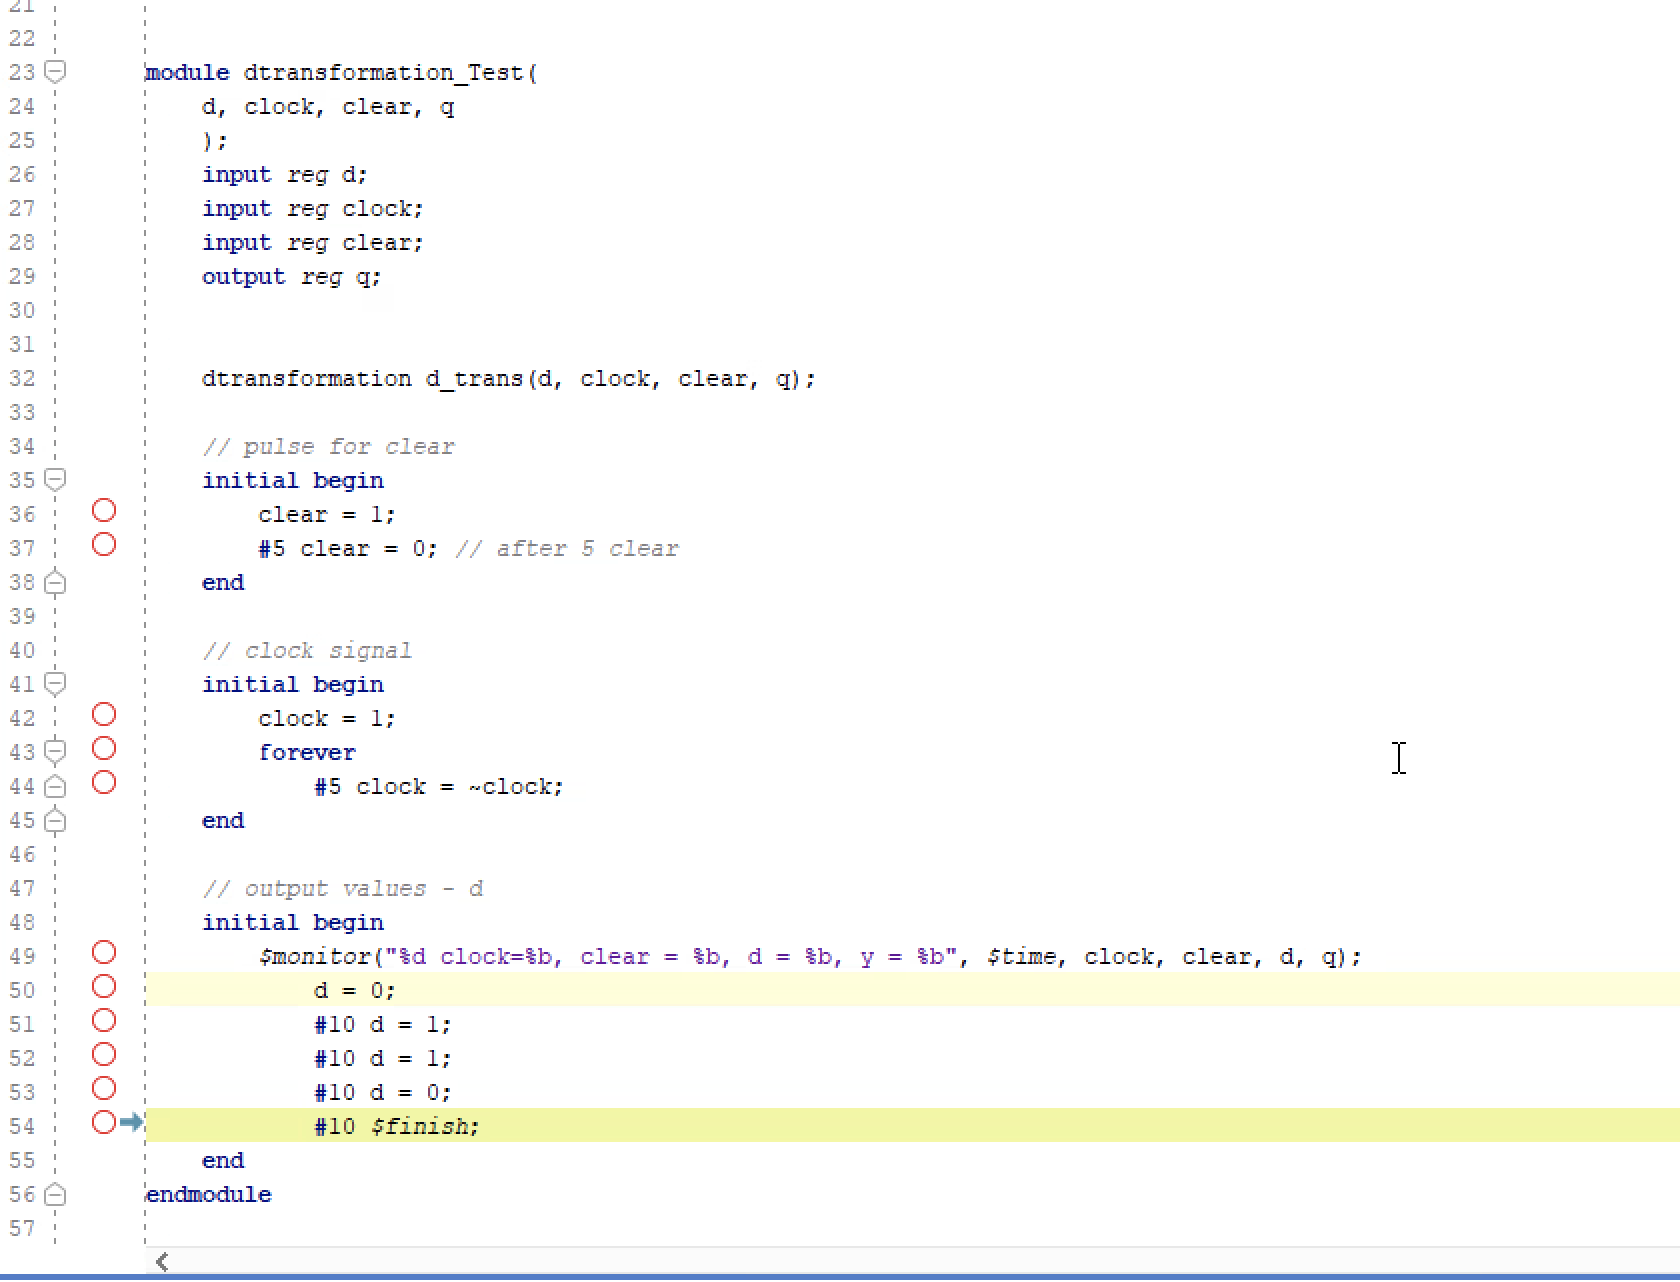 21
22
23 module dtransformation_Test(
24     d, clock, clear, q
25     );
26     input reg d;
27     input reg clock;
28     input reg clear;
29     output reg q;
30
31
32     dtransformation d_trans(d, clock, clear, q);
33
34     // pulse for clear
35     initial begin
36         clear = 1;
37         #5 clear = 0; // after 5 clear
38     end
39
40     // clock signal
41     initial begin
42         clock = 1;
43         forever
44             #5 clock = ~clock;
45     end
46
47     // output values - d
48     initial begin
49         $monitor("%d clock=%b, clear = %b, d = %b, y = %b", $time, clock, clear, d, q);
50             d = 0;
51             #10 d = 1;
52             #10 d = 1;
53             #10 d = 0;
54             #10 $finish;
55     end
56 endmodule
57